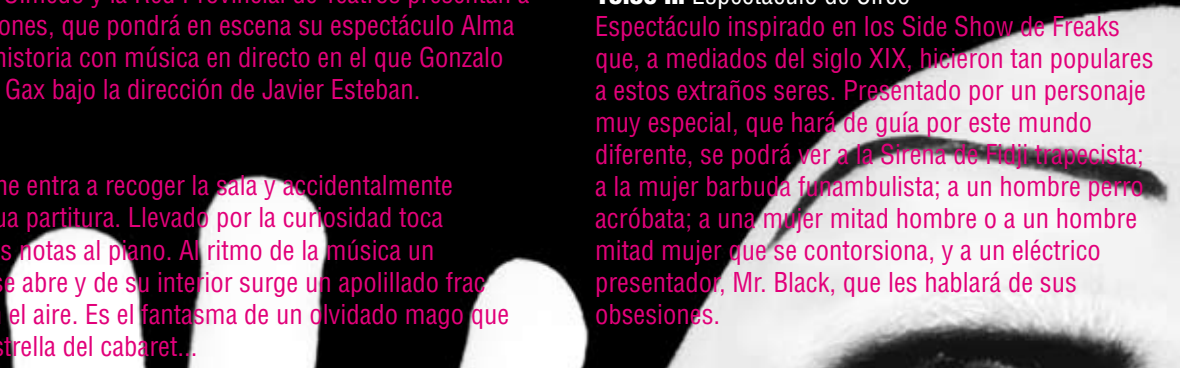 y la Red Provincial de Teatros presentan a
ones, que pondrá en escena su espectáculo Alma
historia con música en directo en el que Gonzalo
Gax bajo la dirección de Javier Esteban.
ne entra a recoger la sala y accidentalmente
ua partitura. Llevado por la curiosidad toca
s notas al piano. Al ritmo de la música un
se abre y de su interior surge un apolillado frac
el aire. Es el fantasma de un olvidado mago que
strella del cabaret...
Espectáculo de Circo
Espectáculo inspirado en los Side Show de Freaks
que, a mediados del siglo XIX, hicieron tan populares
a estos extraños seres. Presentado por un personaje
muy especial, que hará de guía por este mundo
diferente, se podrá ver a la Sirena de Fidji trapecista;
a la mujer barbuda funambulista; a un hombre perro
acróbata; a una mujer mitad hombre o a un hombre
mitad mujer que se contorsiona, y a un eléctrico
presentador, Mr. Black, que les hablará de sus
obsesiones.